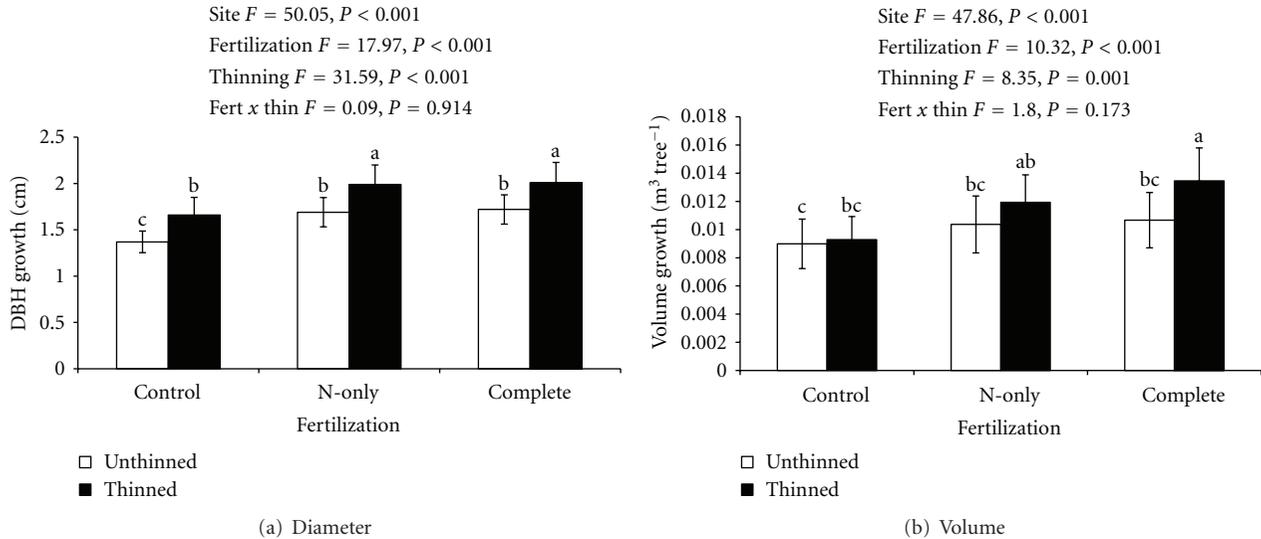 Site F = 50.05, P < 0.001
Fertilization F = 17.97, P < 0.001
Thinning F = 31.59, P < 0.001
Fert x thin F = 0.09, P = 0.914
2.5
2
1.5
1
0.5
0
DBH growth (cm)
c
b
b
a
b
a
Control
N-only
Complete
Fertilization
Unthinned
Thinned
(a) Diameter
Site F = 47.86, P < 0.001
Fertilization F = 10.32, P < 0.001
Thinning F = 8.35, P = 0.001
Fert x thin F = 1.8, P = 0.173
0.018
0.016
0.014
0.012
0.01
0.008
0.006
0.004
0.002
0
Volume growth (m³ tree⁻¹)
c
bc
bc
ab
bc
a
Control
N-only
Complete
Fertilization
Unthinned
Thinned
(b) Volume